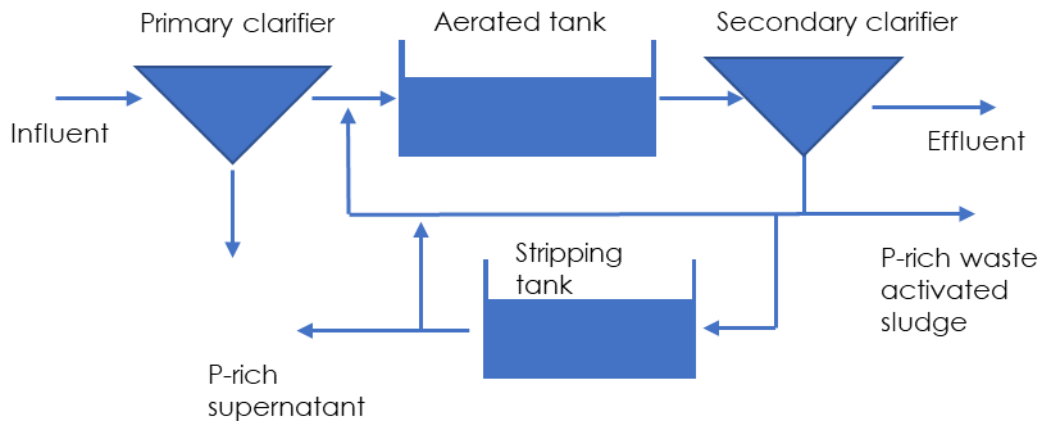 Primary clarifier
Aerated tank
Secondary clarifier
Influent
Effluent
Stripping
tank
P-rich waste
activated
sludge
P-rich
supernatant